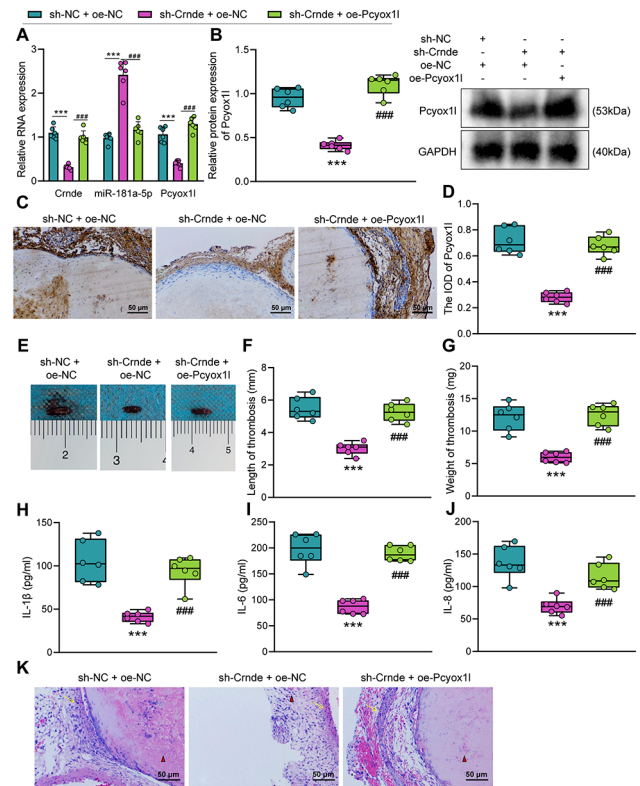 sh-NC + oe-NC sh-Crnde + oe-NC sh-Crnde + oe-Pcyox1l
A
Relative RNA expression
3
2
1
0
***
###
***
###
***
###
Crnde miR-181a-5p Pcyox1l
B
Relative protein expression
of Pcyox1l
1.5
1.0
0.5
0.0
***
###
sh-NC + - -
sh-Crnde - + +
oe-NC + + -
oe-Pcyox1l - - +
Pcyox1l (53kDa)
GAPDH (40kDa)
C
sh-NC + oe-NC sh-Crnde + oe-NC sh-Crnde + oe-Pcyox1l
50 μm 50 μm 50 μm
D
The IOD of Pcyox1l
1.0
0.8
0.6
0.4
0.2
***
###
E
sh-NC +
oe-NC
sh-Crnde +
oe-NC
sh-Crnde +
oe-Pcyox1l
2 3 4 4 5
F
Length of thrombosis (mm)
8
6
4
2
0
***
###
G
Weight of thrombosis (mg)
20
15
10
5
0
***
###
H
IL-1β (pg/ml)
150
100
50
0
***
###
I
IL-6 (pg/ml)
250
200
150
100
50
0
***
###
J
IL-8 (pg/ml)
200
150
100
50
0
***
###
K
sh-NC + oe-NC sh-Crnde + oe-NC sh-Crnde + oe-Pcyox1l
50 μm 50 μm 50 μm